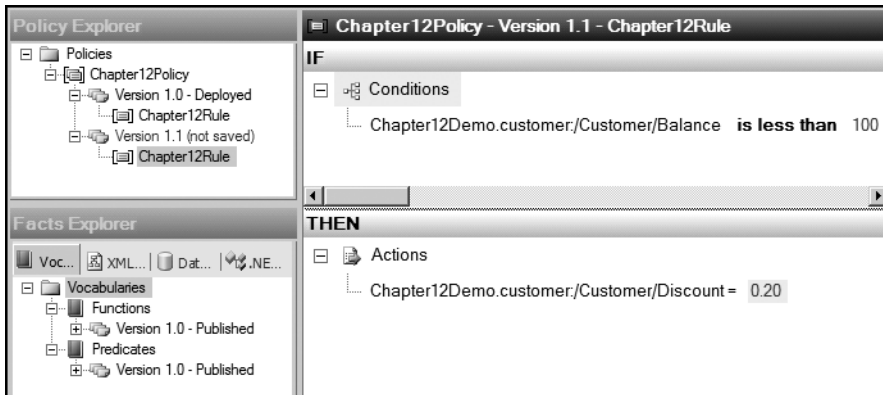 Policy Explorer
Policies
Chapter12Policy
Version 1.0 - Deployed
Chapter12Rule
Version 1.1 (not saved)
Chapter12Rule
Facts Explorer
Voc... XML... Dat... .NE...
Vocabularies
Functions
Version 1.0 - Published
Predicates
Version 1.0 - Published
Chapter12Policy - Version 1.1 - Chapter12Rule
IF
Conditions
Chapter12Demo.customer:/Customer/Balance is less than 100
THEN
Actions
Chapter12Demo.customer:/Customer/Discount = 0.20